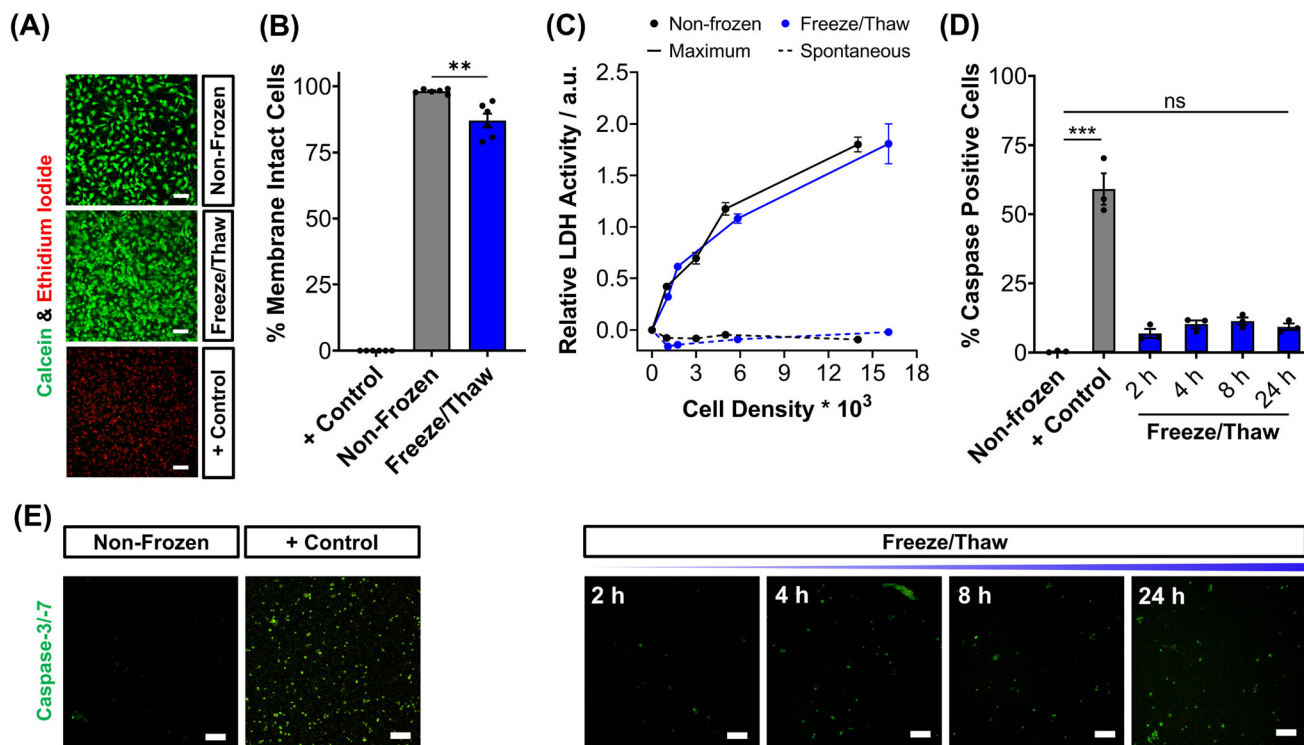 (A)
Calcein & Ethidium Iodide
Non-Frozen
Freeze/Thaw
+ Control
(B)
% Membrane Intact Cells
100
75
50
25
0
**
+ Control
Non-Frozen
Freeze/Thaw
(C)
Non-frozen
Freeze/Thaw
Maximum
Spontaneous
Relative LDH Activity / a.u.
2.5
2.0
1.5
1.0
0.5
0.0
0 3 6 9 12 15 18
Cell Density * 10³
(D)
% Caspase Positive Cells
100
75
50
25
0
ns
***
Non-frozen
+ Control
2 h
4 h
8 h
24 h
Freeze/Thaw
(E)
Non-Frozen
+ Control
Freeze/Thaw
Caspase-3/-7
2 h
4 h
8 h
24 h